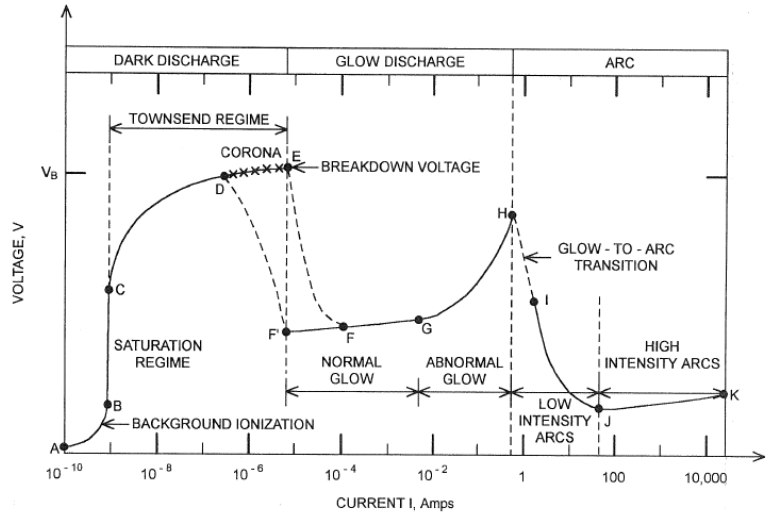 DARK DISCHARGE GLOW DISCHARGE ARC
TOWNSEND REGIME
CORONA E
V_B BREAKDOWN VOLTAGE
D
H
GLOW - TO - ARC
TRANSITION
VOLTAGE, V
C
I
F' F G
SATURATION
REGIME
NORMAL
GLOW
ABNORMAL
GLOW
HIGH
INTENSITY ARCS
K
B
BACKGROUND IONIZATION
LOW
INTENSITY
ARCS
J
A
10⁻¹⁰ 10⁻⁸ 10⁻⁶ 10⁻⁴ 10⁻² 1 100 10,000
CURRENT I, Amps